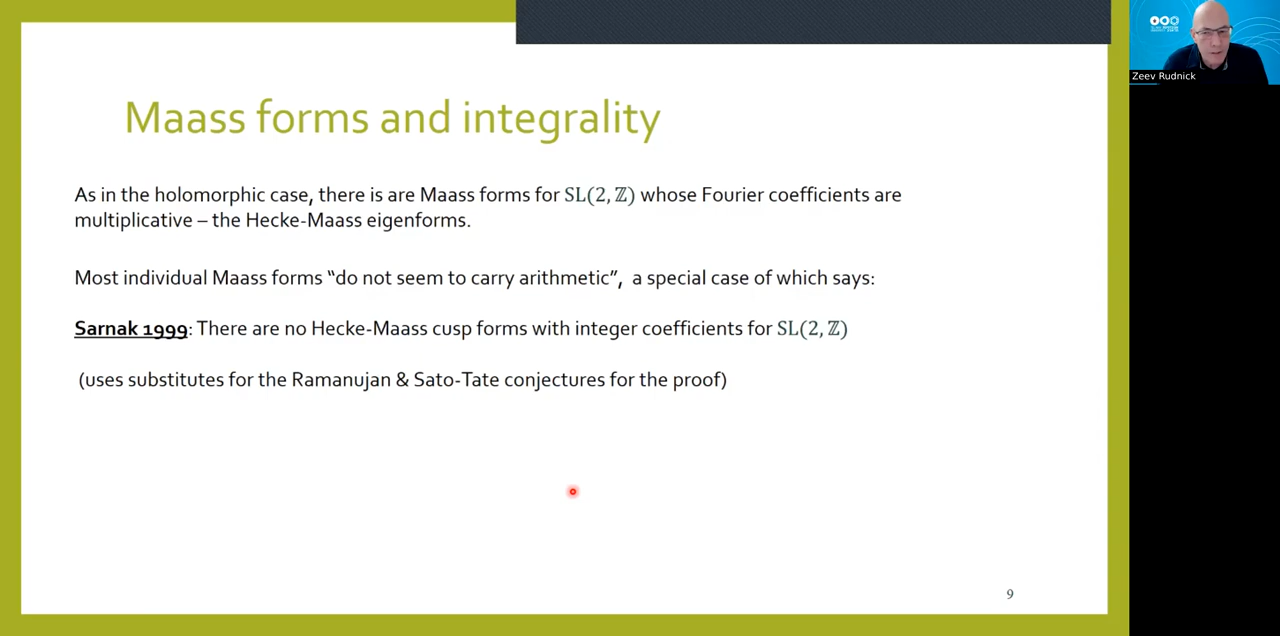 Maass forms and integrality
As in the holomorphic case, there is are Maass forms for SL(2, ℤ) whose Fourier coefficients are
multiplicative – the Hecke-Maass eigenforms.
Most individual Maass forms “do not seem to carry arithmetic”, a special case of which says:
Sarnak 1999: There are no Hecke-Maass cusp forms with integer coefficients for SL(2, ℤ)
(uses substitutes for the Ramanujan & Sato-Tate conjectures for the proof)
9
Zeev Rudnick